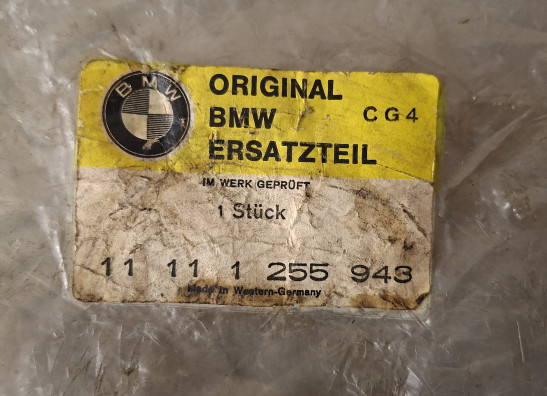 BMW
ORIGINAL
BMW
ERSATZTEIL
CG4
IM WERK GEPRÜFT
1 Stück
11 11 1 255 943
Made in Western-Germany